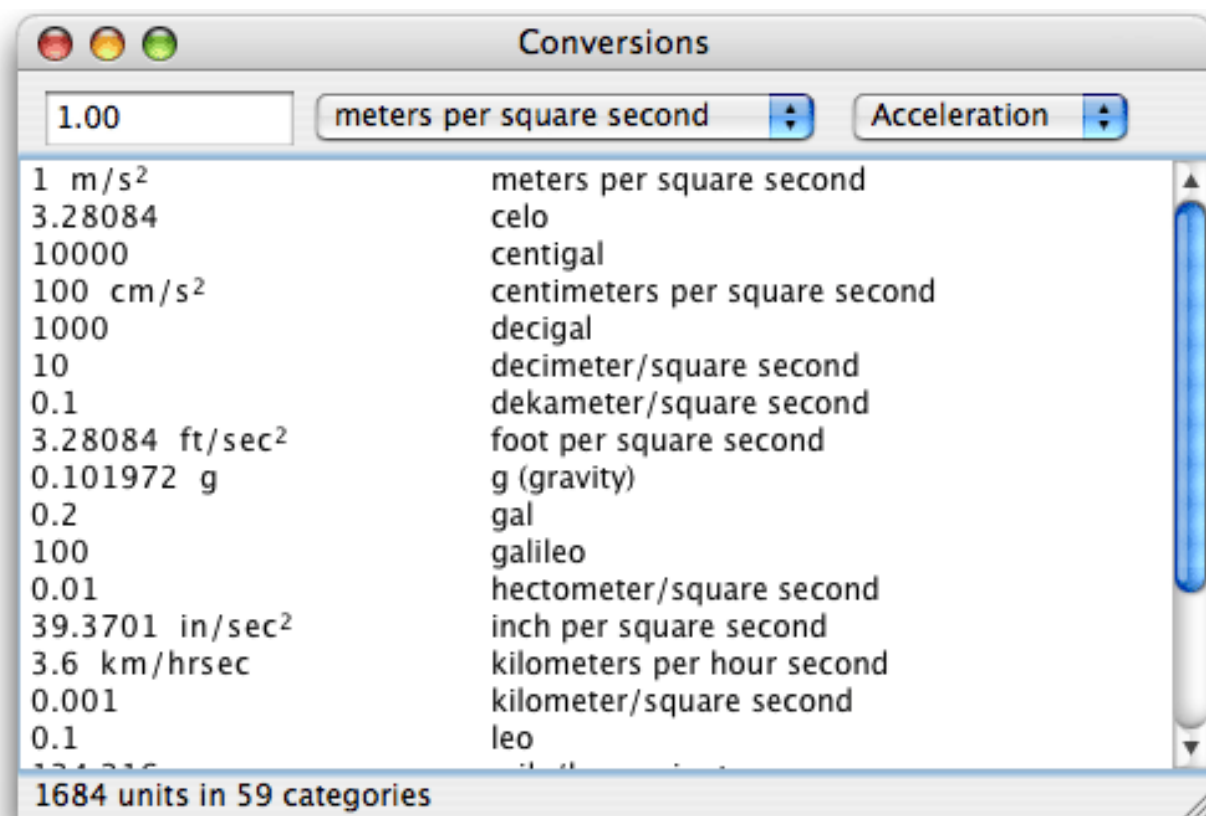 Conversions
1.00 meters per square second Acceleration
1 m/s² meters per square second
3.28084 celo
10000 centigal
100 cm/s² centimeters per square second
1000 decigal
10 decimeter/square second
0.1 dekameter/square second
3.28084 ft/sec² foot per square second
0.101972 g g (gravity)
0.2 gal
100 galileo
0.01 hectometer/square second
39.3701 in/sec² inch per square second
3.6 km/hrsec kilometers per hour second
0.001 kilometer/square second
0.1 leo
1684 units in 59 categories